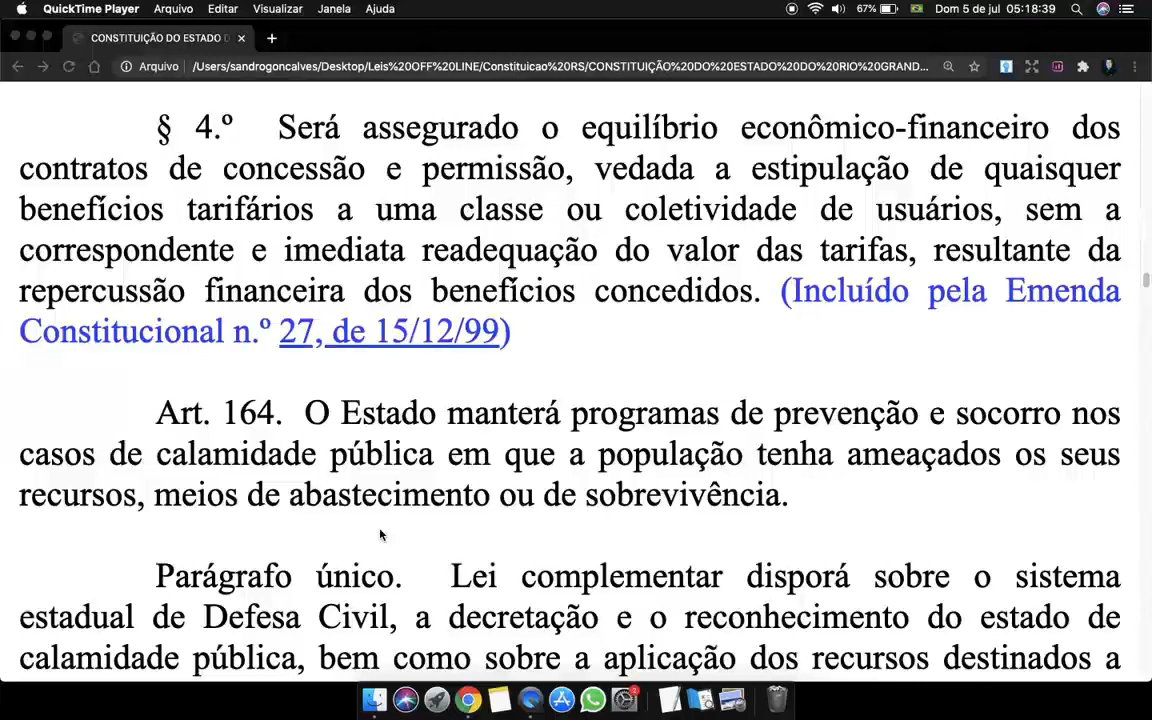 QuickTime Player Arquivo Editar Visualizar Janela Ajuda 67% Dom 5 de jul 05:18:39
CONSTITUIÇÃO DO ESTADO D
Arquivo /Users/sandrogoncalves/Desktop/Leis%20OFF%20LINE/Constituicao%20RS/CONSTITUIÇÃO%20DO%20ESTADO%20DO%20RIO%20GRAND...
§ 4.º Será assegurado o equilíbrio econômico-financeiro dos
contratos de concessão e permissão, vedada a estipulação de quaisquer
benefícios tarifários a uma classe ou coletividade de usuários, sem a
correspondente e imediata readequação do valor das tarifas, resultante da
repercussão financeira dos benefícios concedidos. (Incluído pela Emenda
Constitucional n.º 27, de 15/12/99)
Art. 164. O Estado manterá programas de prevenção e socorro nos
casos de calamidade pública em que a população tenha ameaçados os seus
recursos, meios de abastecimento ou de sobrevivência.
Parágrafo único. Lei complementar disporá sobre o sistema
estadual de Defesa Civil, a decretação e o reconhecimento do estado de
calamidade pública, bem como sobre a aplicação dos recursos destinados a